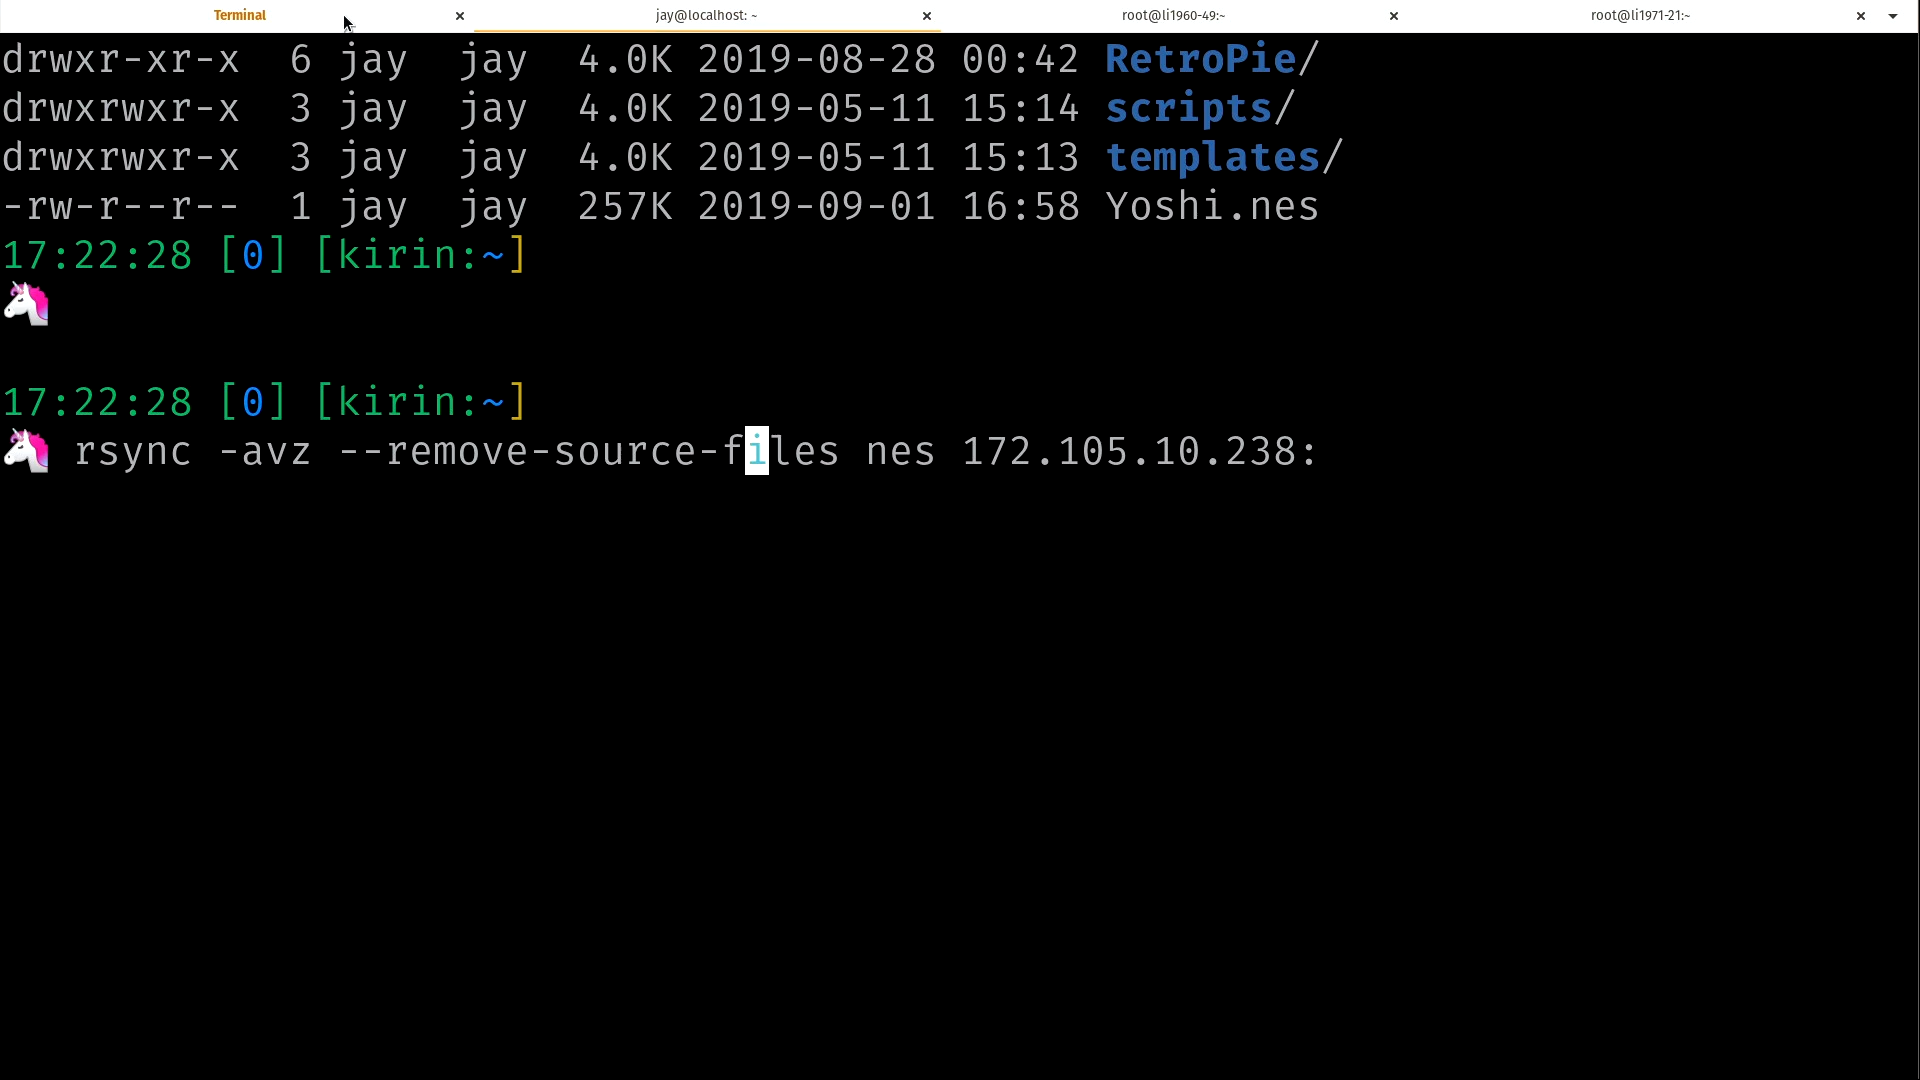 Terminal × jay@localhost: ~ × root@li1960-49:~ × root@li1971-21:~ ×
drwxr-xr-x  6 jay  jay  4.0K 2019-08-28 00:42 RetroPie/
drwxrwxr-x  3 jay  jay  4.0K 2019-05-11 15:14 scripts/
drwxrwxr-x  3 jay  jay  4.0K 2019-05-11 15:13 templates/
-rw-r--r--  1 jay  jay  257K 2019-09-01 16:58 Yoshi.nes
17:22:28 [0] [kirin:~]
🦄
17:22:28 [0] [kirin:~]
🦄 rsync -avz --remove-source-files nes 172.105.10.238: